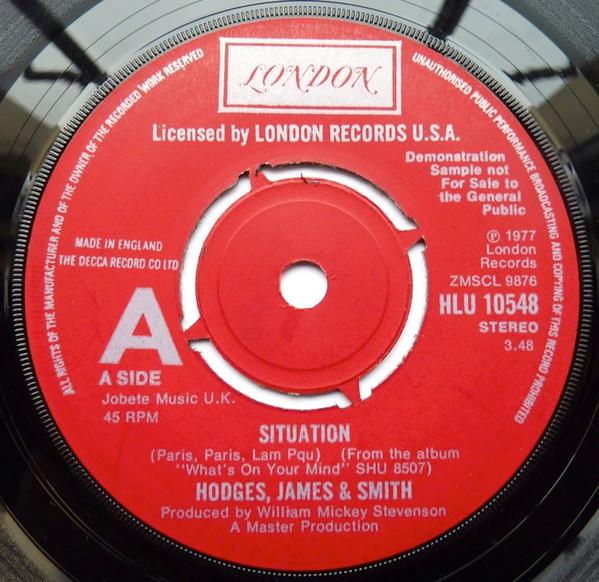 LONDON
Licensed by LONDON RECORDS U.S.A.
ALL RIGHTS OF THE MANUFACTURER AND OF THE OWNER OF THE RECORDED WORK RESERVED
UNAUTHORISED PUBLIC PERFORMANCE BROADCASTING AND COPYING OF THIS RECORD PROHIBITED
Demonstration
Sample not
For Sale to
the General
Public
MADE IN ENGLAND
THE DECCA RECORD CO LTD
℗ 1977
London
Records
ZMSCL 9876
HLU 10548
STEREO
3.48
A
A SIDE
Jobete Music U.K.
45 RPM
SITUATION
(Paris, Paris, Lam Pqu) (From the album
"What's On Your Mind" SHU 8507)
HODGES, JAMES & SMITH
Produced by William Mickey Stevenson
A Master Production